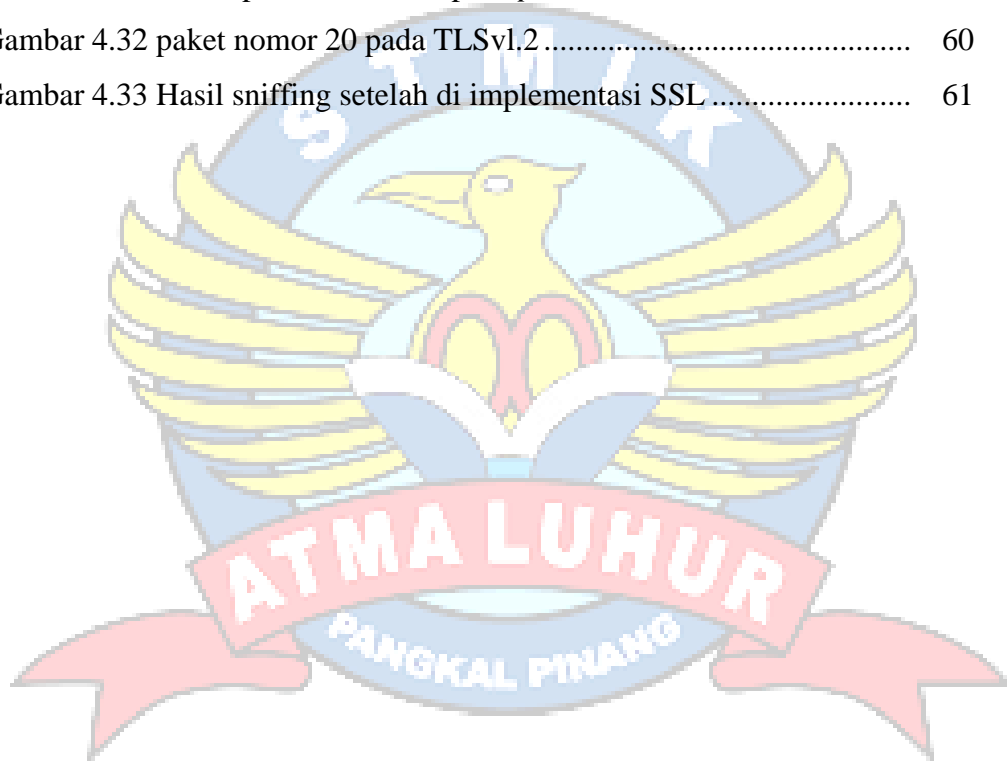 Gambar 4.32 paket nomor 20 pada TLSvl.2 ...................................... 60
Gambar 4.33 Hasil sniffing setelah di implementasi SSL ..................... 61
STMIK
ATMA LUHUR
PANGKAL PINANG